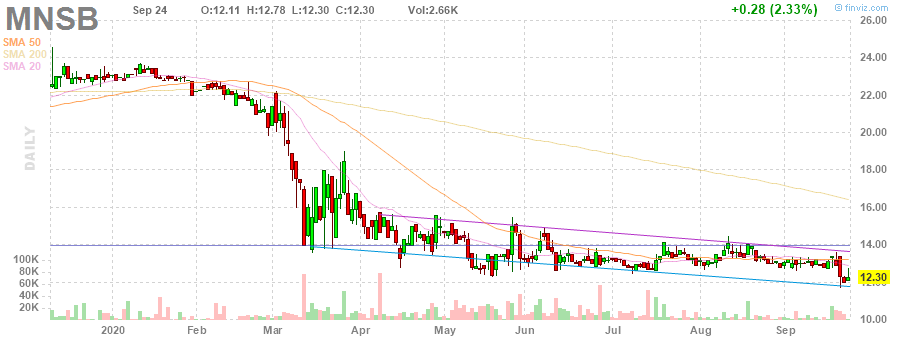 MNSB Sep 24 O:12.11 H:12.78 L:12.30 C:12.30 Vol:2.66K +0.28 (2.33%) © finviz.com
SMA 50
SMA 200
SMA 20
DAILY
26.00
24.00
22.00
20.00
18.00
16.00
14.00
12.30
10.00
100K
80K
60K
40K
20K
2020 Feb Mar Apr May Jun Jul Aug Sep